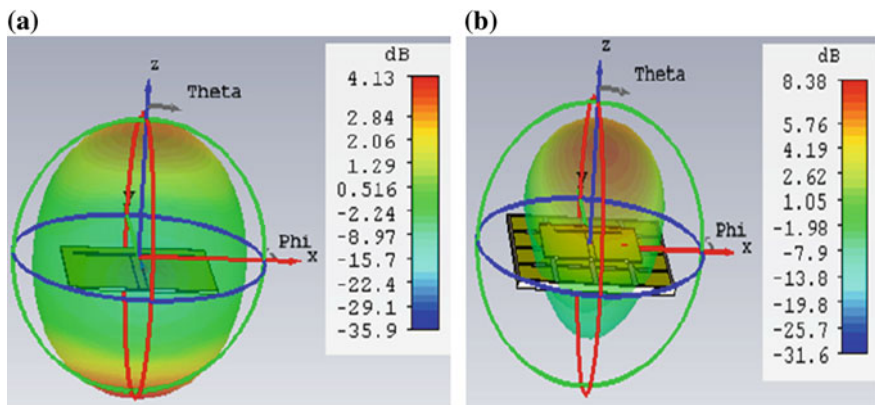 (a)
z
Theta
y
Phi
x
dB
4.13
2.84
2.06
1.29
0.516
-2.24
-8.97
-15.7
-22.4
-29.1
-35.9
(b)
z
Theta
y
Phi
x
dB
8.38
5.76
4.19
2.62
1.05
-1.98
-7.9
-13.8
-19.8
-25.7
-31.6